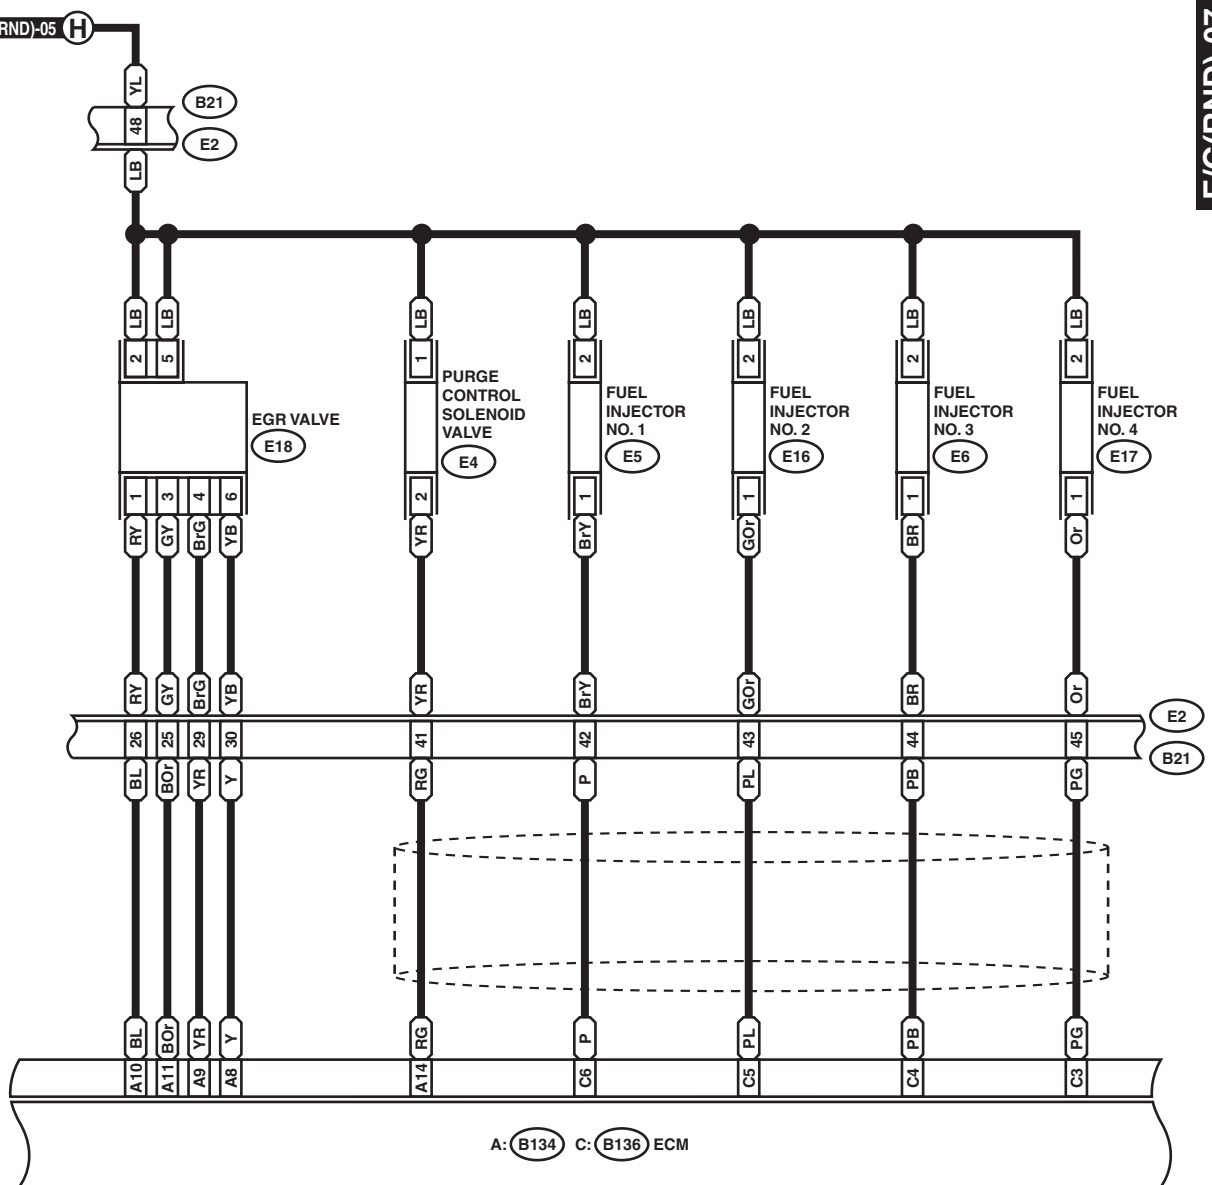 RND)-05 H
YL
B21
48
E2
LB
LB LB LB LB LB LB LB
2 5 1 2 2 2 2
EGR VALVE
E18
PURGE
CONTROL
SOLENOID
VALVE
E4
FUEL
INJECTOR
NO. 1
E5
FUEL
INJECTOR
NO. 2
E16
FUEL
INJECTOR
NO. 3
E6
FUEL
INJECTOR
NO. 4
E17
1 3 4 6 2 1 1 1 1
RY GY BrG YB YR BrY GOr BR Or
RY GY BrG YB YR BrY GOr BR Or
E2
26 25 29 30 41 42 43 44 45
B21
BL BOr YR Y RG P PL PB PG
BL BOr YR Y RG P PL PB PG
A10 A11 A9 A8 A14 C6 C5 C4 C3
A: B134 C: B136 ECM